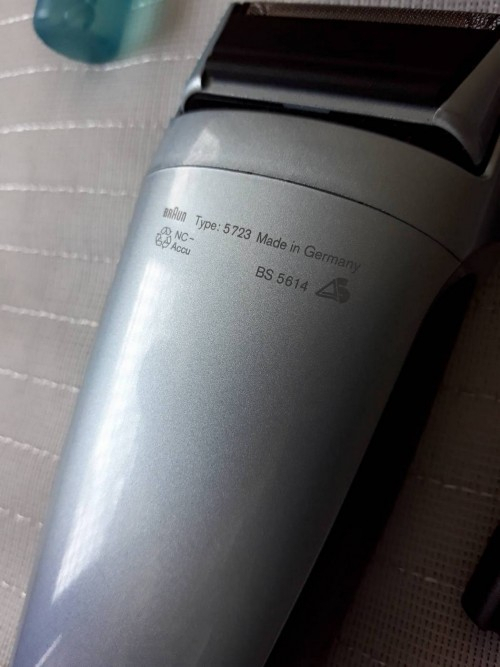 BRAUN Type: 5723 Made in Germany
NC-
Accu
BS 5614